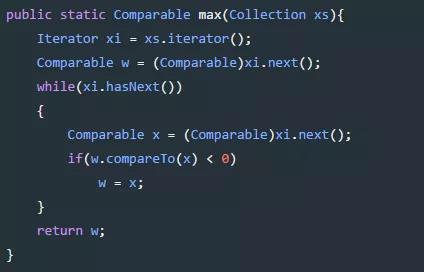 public static Comparable max(Collection xs){
    Iterator xi = xs.iterator();
    Comparable w = (Comparable)xi.next();
    while(xi.hasNext())
    {
        Comparable x = (Comparable)xi.next();
        if(w.compareTo(x) < 0)
            w = x;
    }
    return w;
}